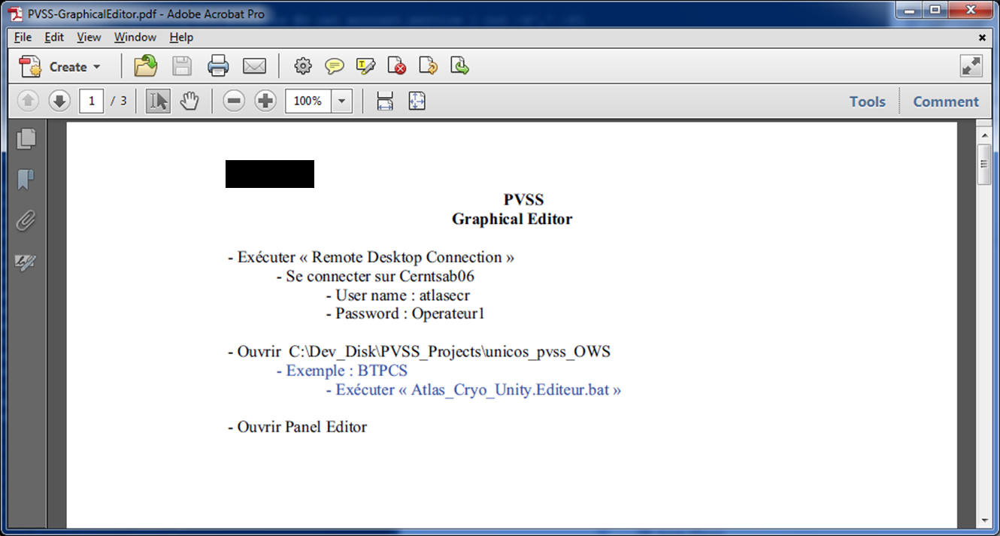 PVSS-GraphicalEditor.pdf - Adobe Acrobat Pro
File Edit View Window Help
Create
1 / 3 100% Tools Comment
PVSS
Graphical Editor
- Exécuter « Remote Desktop Connection »
- Se connecter sur Cerntsab06
- User name : atlasecr
- Password : Operateur1
- Ouvrir C:\Dev_Disk\PVSS_Projects\unicos_pvss_OWS
- Exemple : BTPCS
- Exécuter « Atlas_Cryo_Unity.Editeur.bat »
- Ouvrir Panel Editor